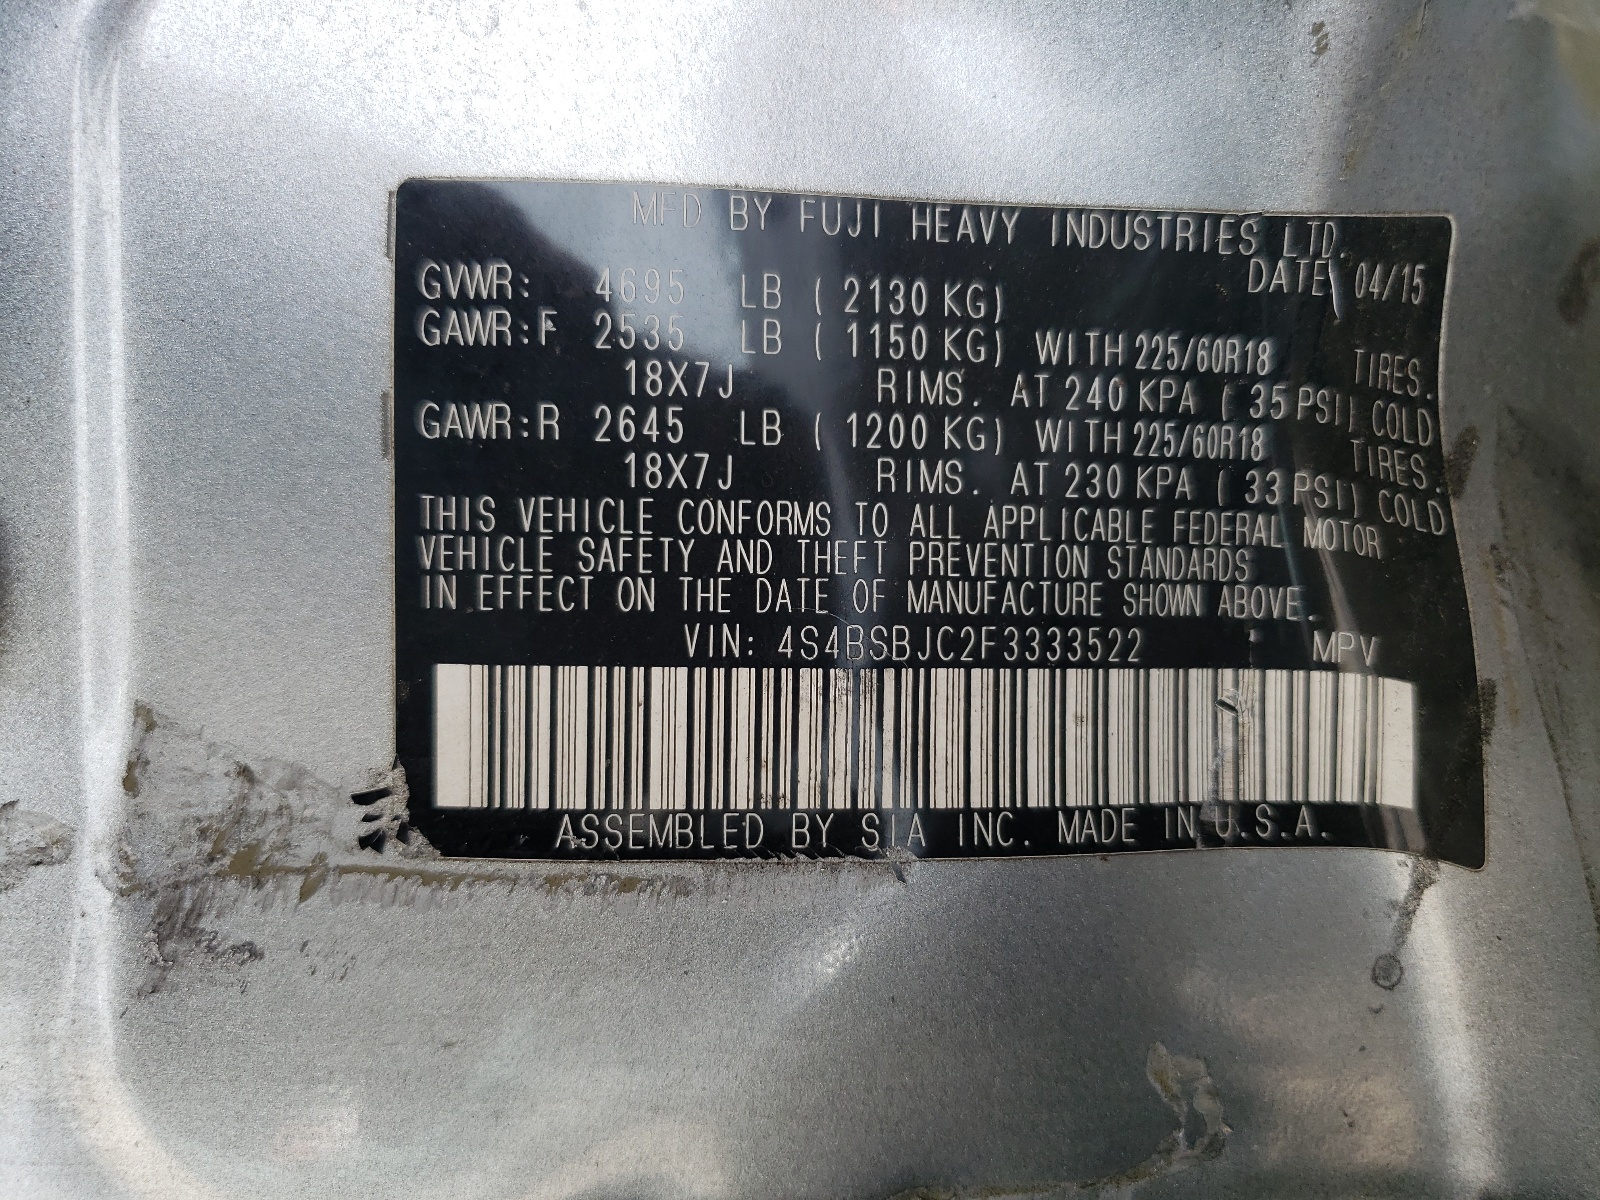 MFD BY FUJI HEAVY INDUSTRIES LTD.
DATE 04/15
GVWR: 4695 LB ( 2130 KG)
GAWR:F 2535 LB ( 1150 KG) WITH 225/60R18 TIRES.
18X7J RIMS. AT 240 KPA ( 35 PSI) COLD
GAWR:R 2645 LB ( 1200 KG) WITH 225/60R18 TIRES.
18X7J RIMS. AT 230 KPA ( 33 PSI) COLD
THIS VEHICLE CONFORMS TO ALL APPLICABLE FEDERAL MOTOR
VEHICLE SAFETY AND THEFT PREVENTION STANDARDS
IN EFFECT ON THE DATE OF MANUFACTURE SHOWN ABOVE.
VIN: 4S4BSBJC2F3333522 MPV
ASSEMBLED BY SIA INC. MADE IN U.S.A.